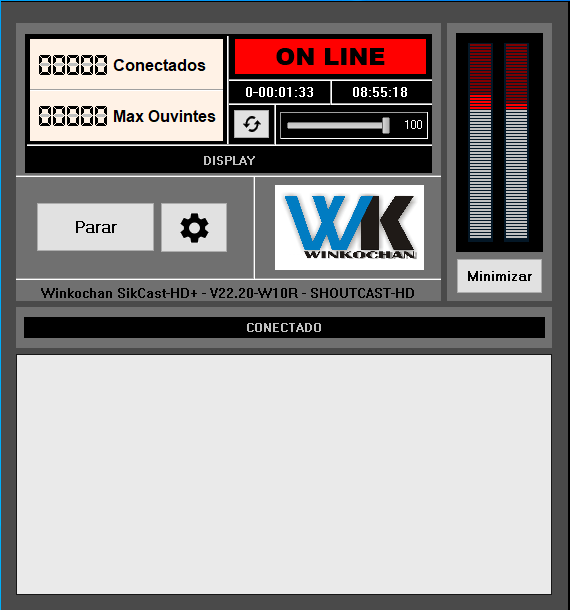 00000 Conectados
00000 Max Ouvintes
ON LINE
0-00:01:33 08:55:18
100
DISPLAY
Parar
WK
WINKOCHAN
Winkochan SikCast-HD+ - V22.20-W10R - SHOUTCAST-HD
Minimizar
CONECTADO